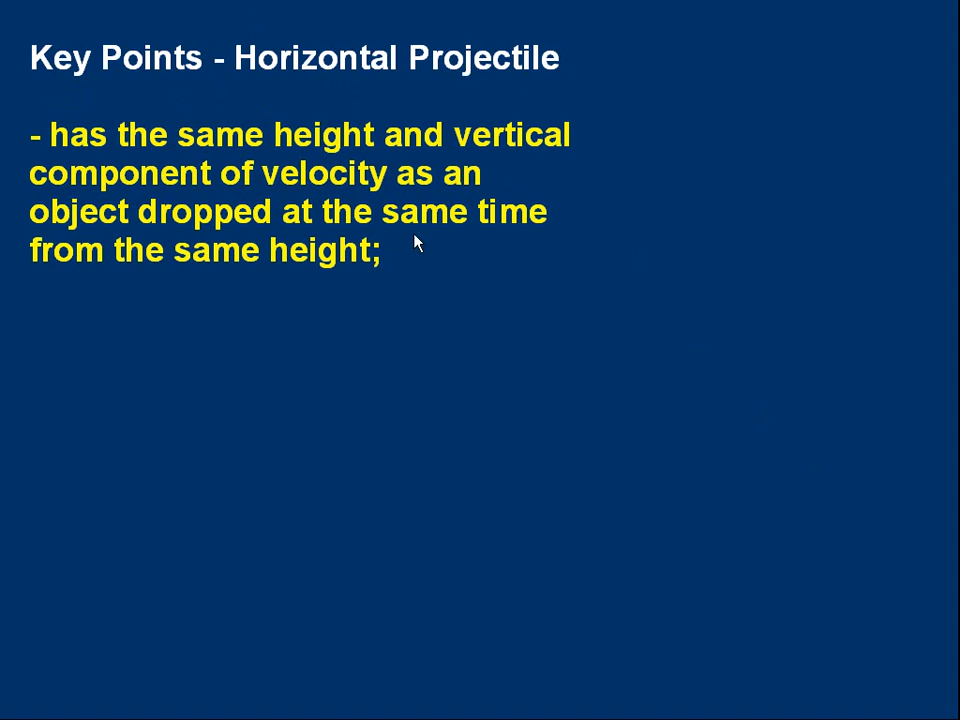 Key Points - Horizontal Projectile
- has the same height and vertical
component of velocity as an
object dropped at the same time
from the same height;